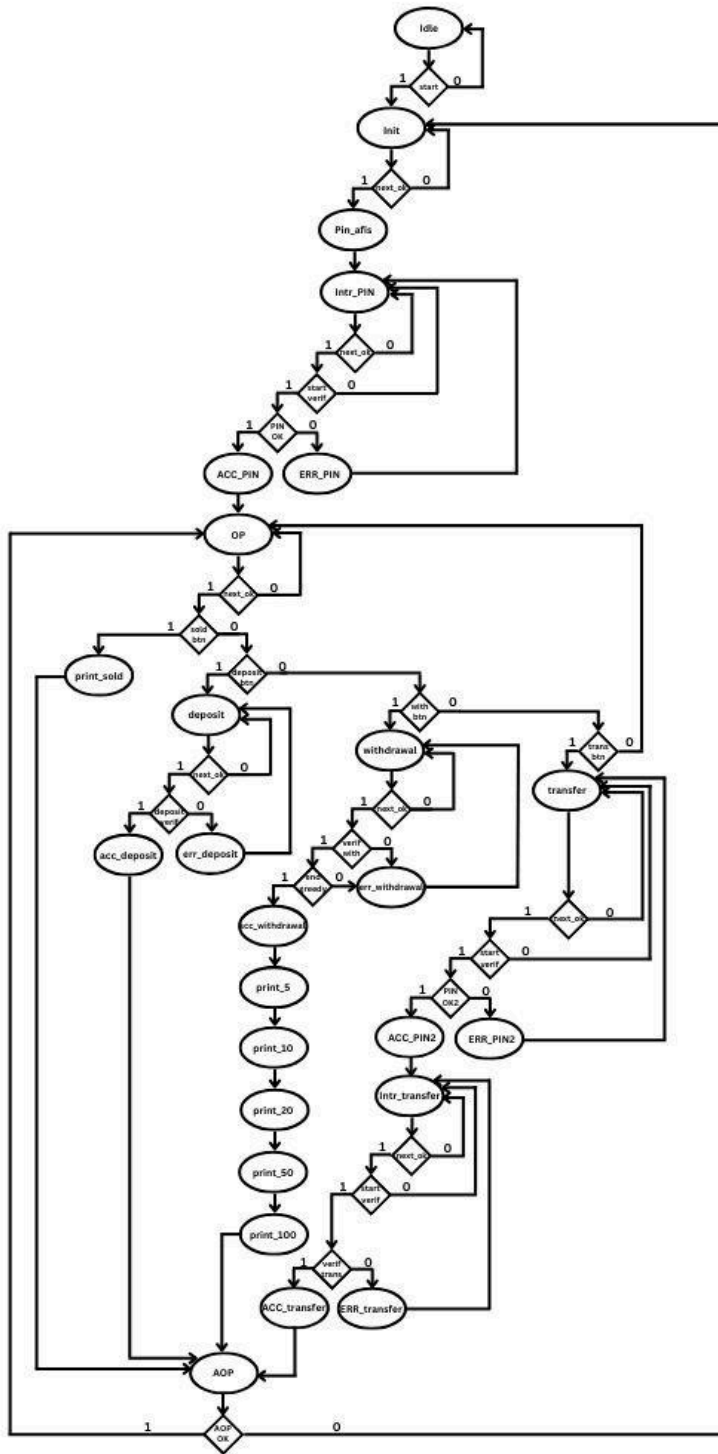 Idle
1
0
start
Init
1
0
next_ok
Pin_afis
Intr_PIN
1
0
next_ok
1
start
0
verif
1
PIN
0
OK
ACC_PIN
ERR_PIN
OP
1
0
next_ok
1
sold
0
btn
print_sold
1
deposit
0
btn
deposit
1
with
0
btn
withdrawal
1
trans
0
btn
transfer
1
next_ok
0
1
deposit
0
verif
acc_deposit
err_deposit
1
next_ok
0
1
verif
0
with
1
end
0
greedy
err_withdrawal
acc_withdrawal
1
next_ok
0
1
start
0
verif
print_5
1
PIN
0
OK2
ACC_PIN2
ERR_PIN2
print_10
Intr_transfer
print_20
1
next_ok
0
print_50
1
start
0
verif
print_100
1
verif
0
trans
ACC_transfer
ERR_transfer
AOP
1
AOP
0
OK